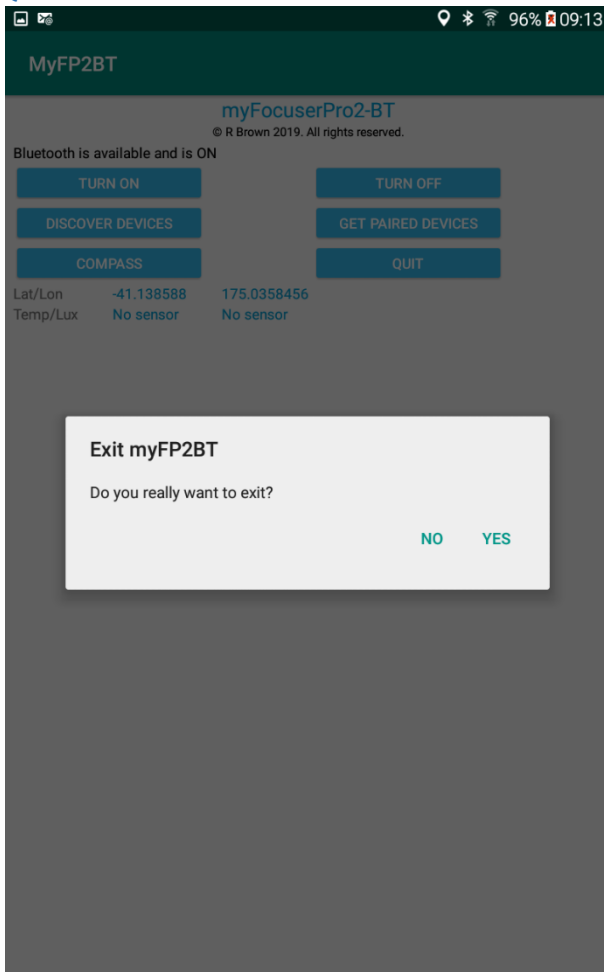 96% 09:13
MyFP2BT
myFocuserPro2-BT
© R Brown 2019. All rights reserved.
Bluetooth is available and is ON
TURN ON TURN OFF
DISCOVER DEVICES GET PAIRED DEVICES
COMPASS QUIT
Lat/Lon -41.138588 175.0358456
Temp/Lux No sensor No sensor
Exit myFP2BT
Do you really want to exit?
NO YES